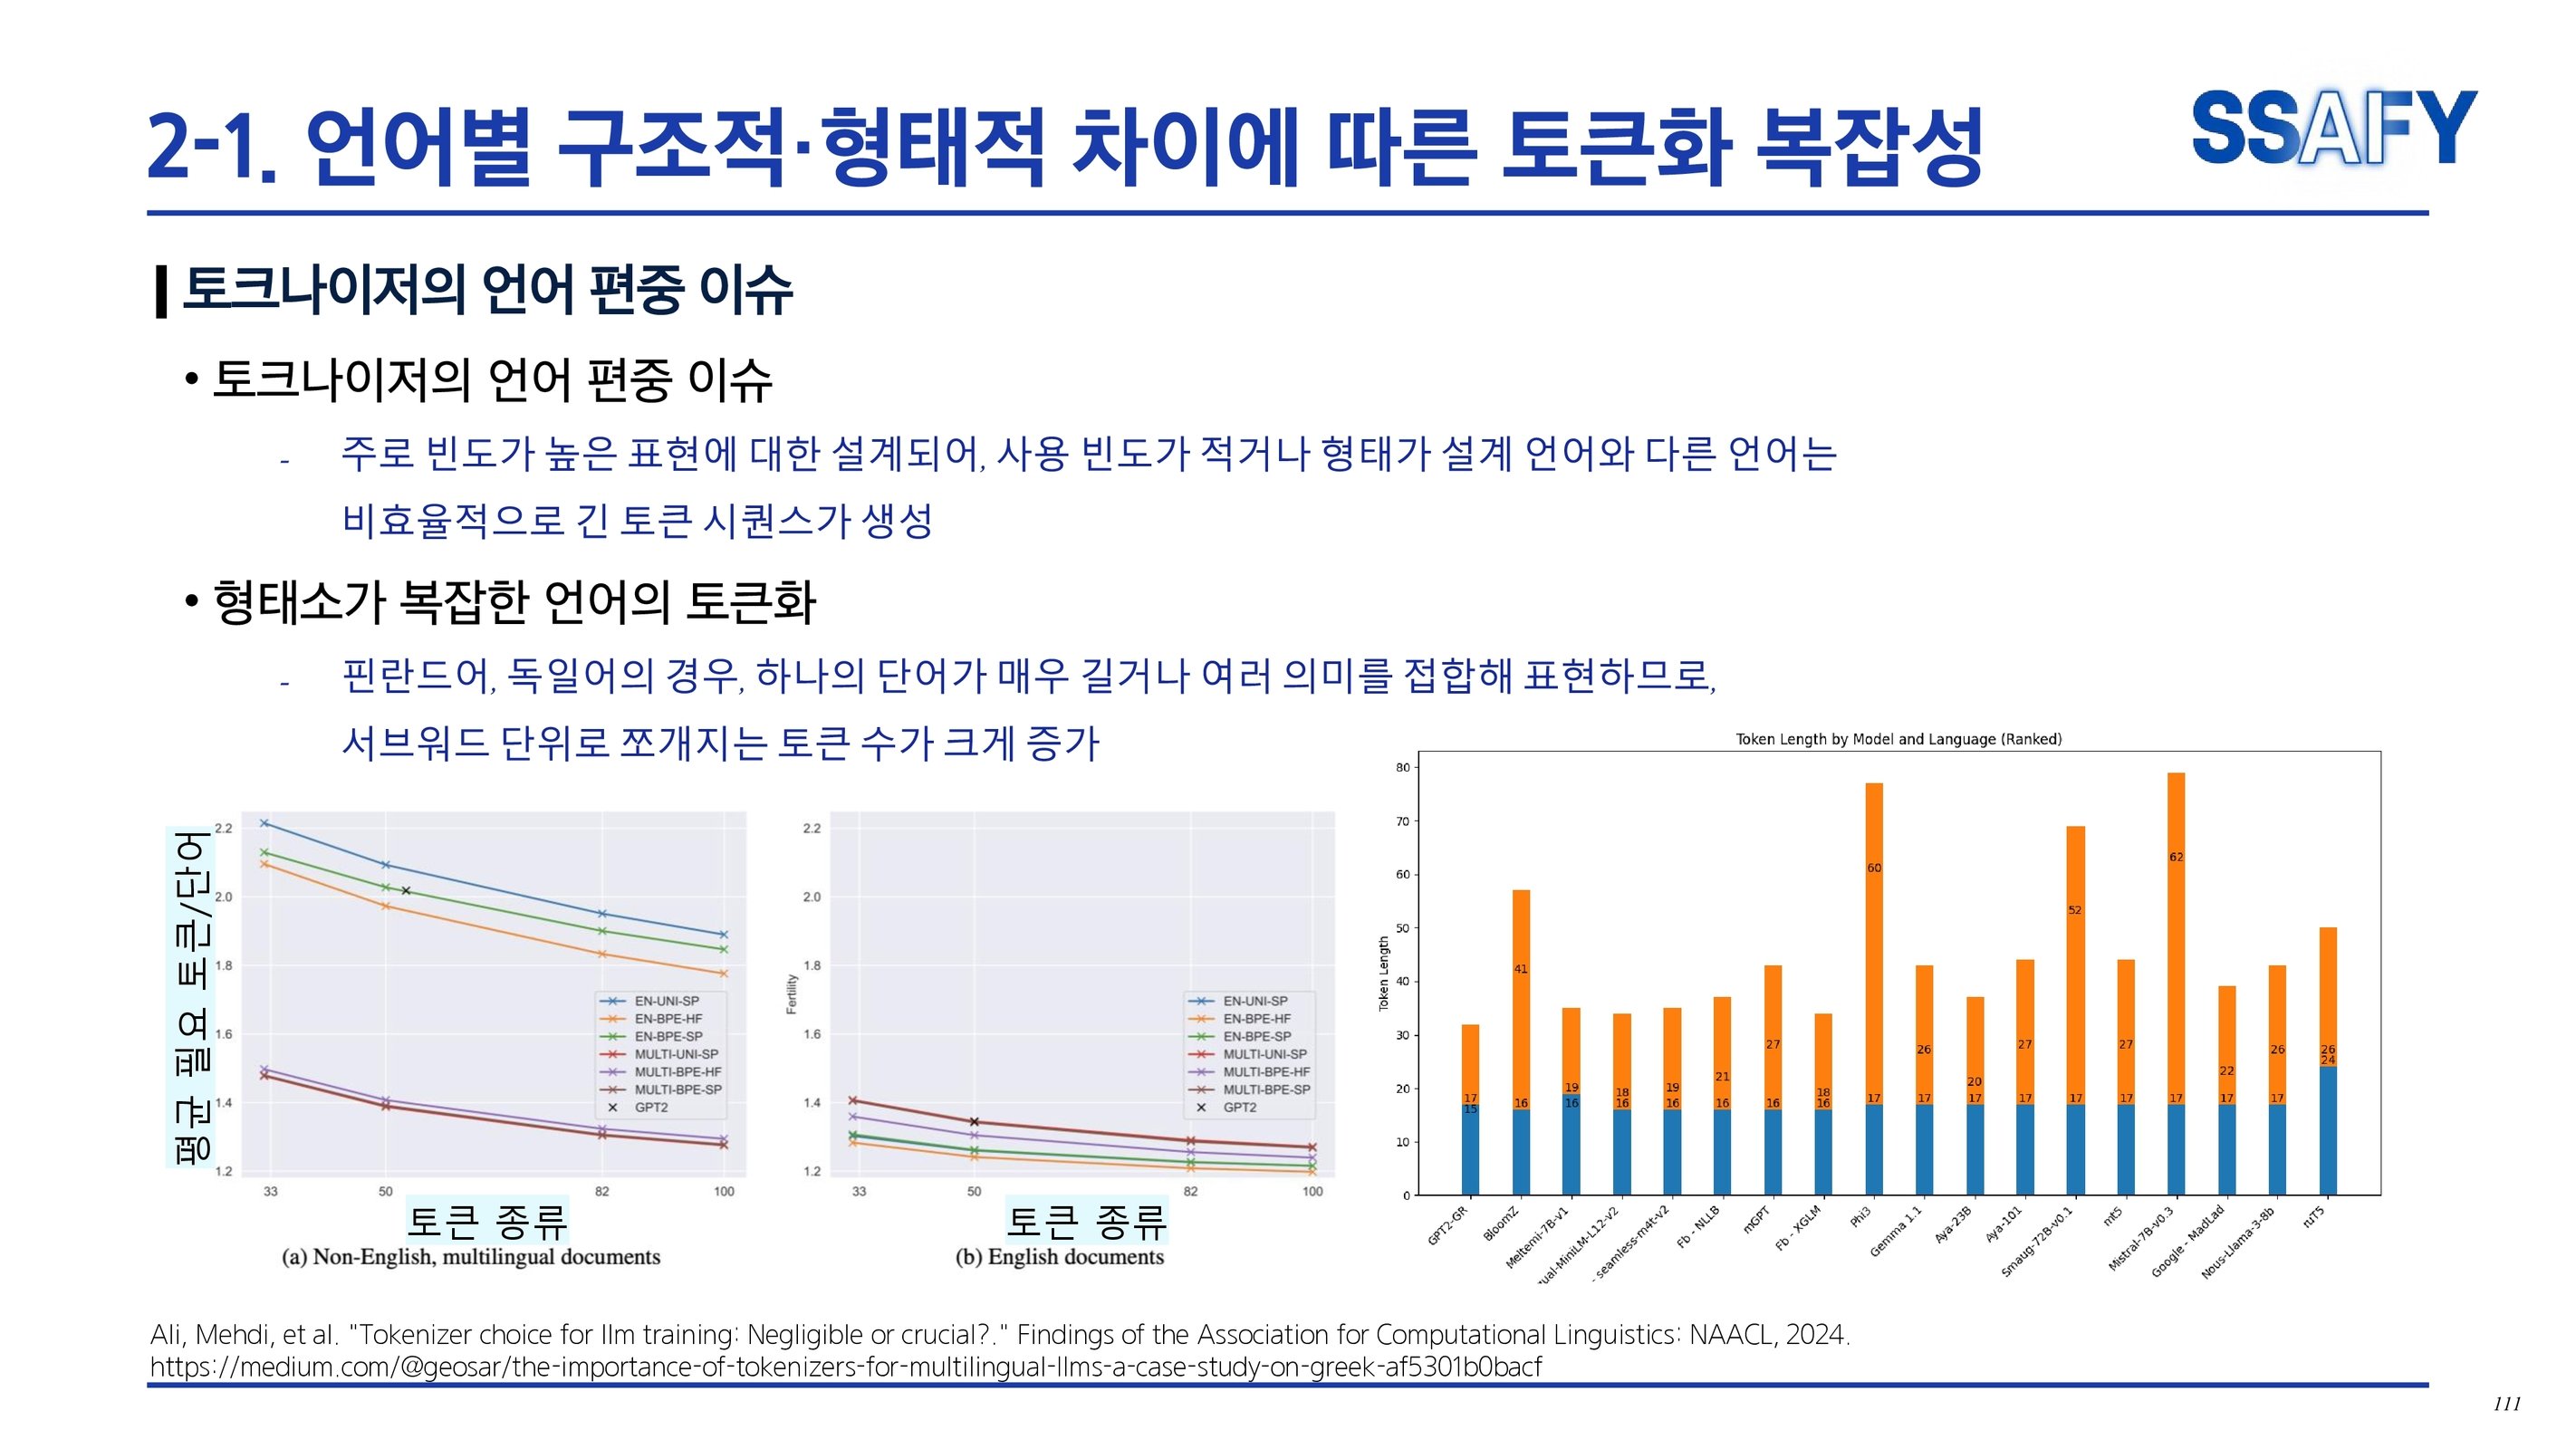 2-1. 언어별 구조적·형태적 차이에 따른 토큰화 복잡성
SSAFY
토크나이저의 언어 편중 이슈
• 토크나이저의 언어 편중 이슈
- 주로 빈도가 높은 표현에 대한 설계되어, 사용 빈도가 적거나 형태가 설계 언어와 다른 언어는
비효율적으로 긴 토큰 시퀀스가 생성
• 형태소가 복잡한 언어의 토큰화
- 핀란드어, 독일어의 경우, 하나의 단어가 매우 길거나 여러 의미를 접합해 표현하므로,
서브워드 단위로 쪼개지는 토큰 수가 크게 증가
평균 필요 토큰/단어
2.2
2.0
1.8
1.6
1.4
1.2
EN-UNI-SP
EN-BPE-HF
EN-BPE-SP
MULTI-UNI-SP
MULTI-BPE-HF
MULTI-BPE-SP
GPT2
33 50 82 100
토큰 종류
(a) Non-English, multilingual documents
Fertility
2.2
2.0
1.8
1.6
1.4
1.2
EN-UNI-SP
EN-BPE-HF
EN-BPE-SP
MULTI-UNI-SP
MULTI-BPE-HF
MULTI-BPE-SP
GPT2
33 50 82 100
토큰 종류
(b) English documents
Token Length by Model and Language (Ranked)
Token Length
80
70
60
50
40
30
20
10
0
17 41 19 18 19 21 27 18 60 26 20 27 52 27 62 22 26 26
15 16 16 16 16 16 16 16 17 17 17 17 17 17 17 17 17 24
GPT2-GR
BloomZ
Meltemi-7B-v1
ual-MiniLM-L12-v2
- seamless-m4t-v2
Fb - NLLB
mGPT
Fb - XGLM
Phi3
Gemma 1.1
Aya-23B
Aya-101
Smaug-72B-v0.1
mt5
Mistral-7B-v0.3
Google - MadLad
Nous-Llama-3-8b
ruT5
Ali, Mehdi, et al. "Tokenizer choice for llm training: Negligible or crucial?." Findings of the Association for Computational Linguistics: NAACL, 2024.
https://medium.com/@geosar/the-importance-of-tokenizers-for-multilingual-llms-a-case-study-on-greek-af5301b0bacf
111